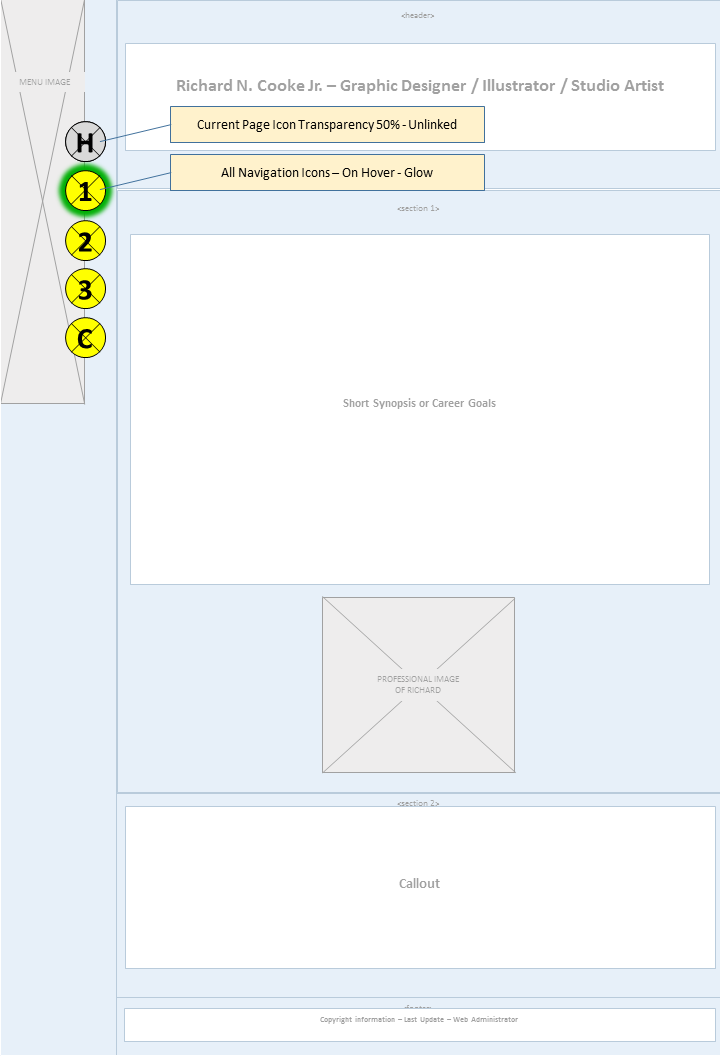 <header>
MENU IMAGE
Richard N. Cooke Jr. – Graphic Designer / Illustrator / Studio Artist
Current Page Icon Transparency 50% - Unlinked
H
All Navigation Icons – On Hover - Glow
1
<section 1>
2
3
C
Short Synopsis or Career Goals
PROFESSIONAL IMAGE
OF RICHARD
<section 2>
Callout
Copyright information – Last Update – Web Administrator